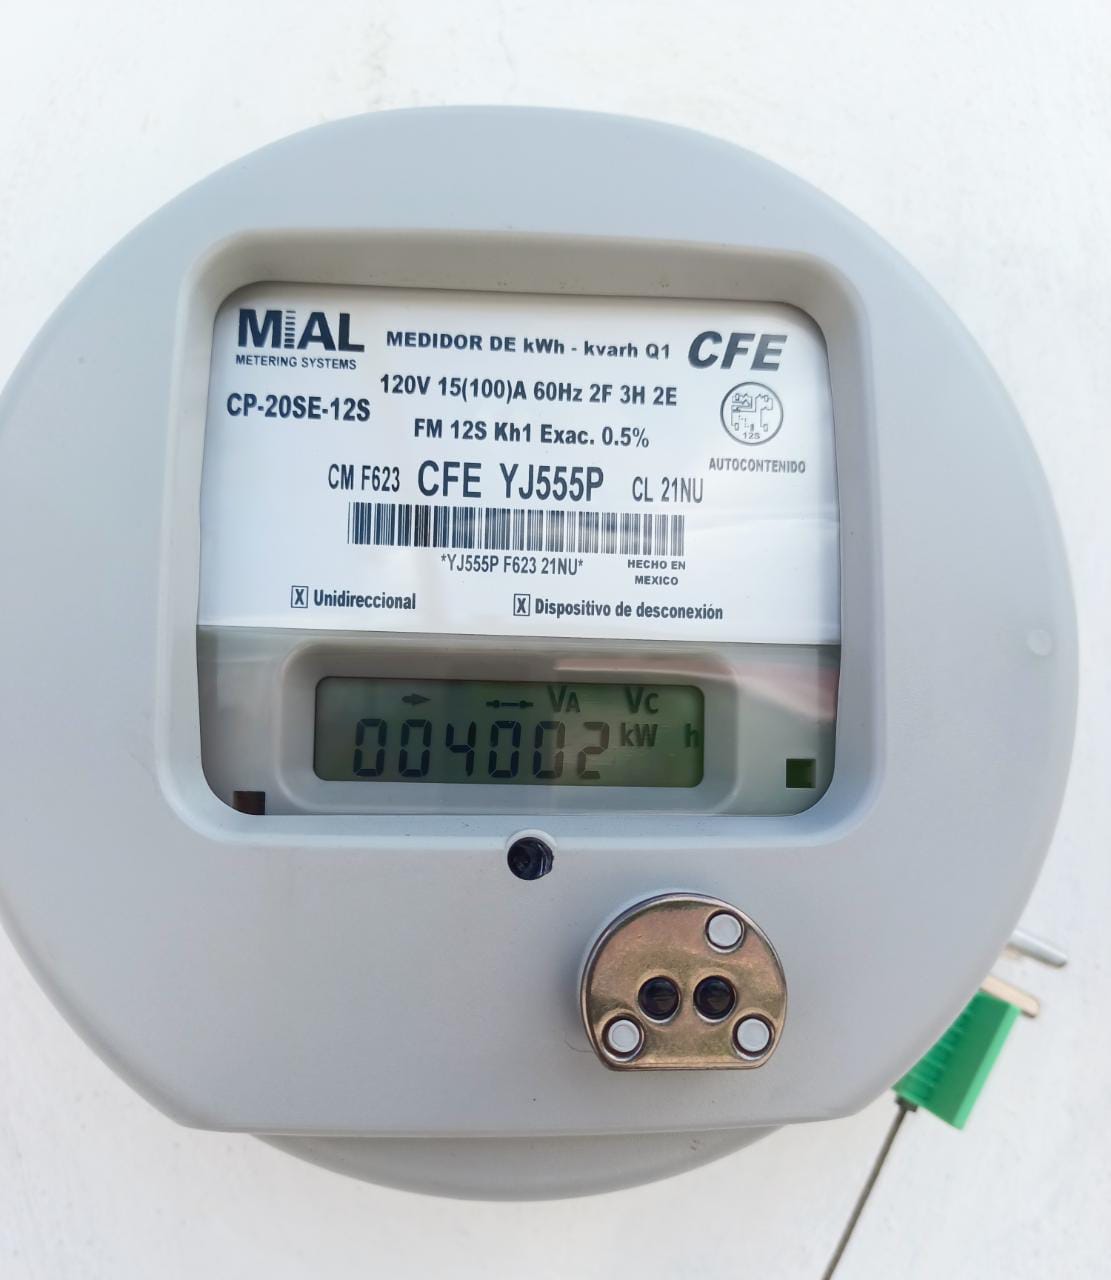 MIAL
METERING SYSTEMS
MEDIDOR DE kWh - kvarh Q1
CFE
CP-20SE-12S
120V 15(100)A 60Hz 2F 3H 2E
FM 12S Kh1 Exac. 0.5%
12S
AUTOCONTENIDO
CM F623 CFE YJ555P CL 21NU
*YJ555P F623 21NU*
HECHO EN
MEXICO
X Unidireccional
X Dispositivo de desconexión
VA VC
004002 kW h